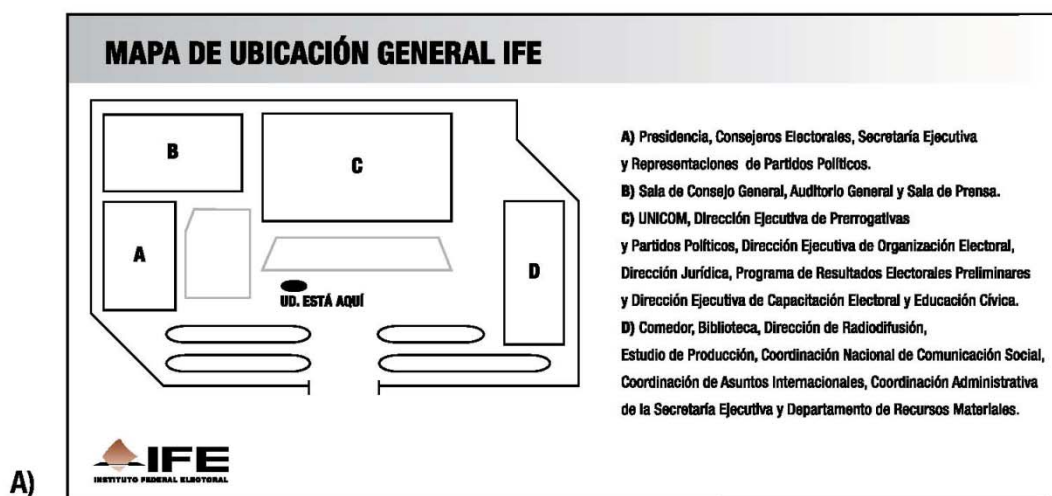 MAPA DE UBICACIÓN GENERAL IFE
B
C
A
D
UD. ESTÁ AQUÍ
A) Presidencia, Consejeros Electorales, Secretaría Ejecutiva
y Representaciones de Partidos Políticos.
B) Sala de Consejo General, Auditorio General y Sala de Prensa.
C) UNICOM, Dirección Ejecutiva de Prerrogativas
y Partidos Políticos, Dirección Ejecutiva de Organización Electoral,
Dirección Jurídica, Programa de Resultados Electorales Preliminares
y Dirección Ejecutiva de Capacitación Electoral y Educación Cívica.
D) Comedor, Biblioteca, Dirección de Radiodifusión,
Estudio de Producción, Coordinación Nacional de Comunicación Social,
Coordinación de Asuntos Internacionales, Coordinación Administrativa
de la Secretaría Ejecutiva y Departamento de Recursos Materiales.
IFE
INSTITUTO FEDERAL ELECTORAL
A)